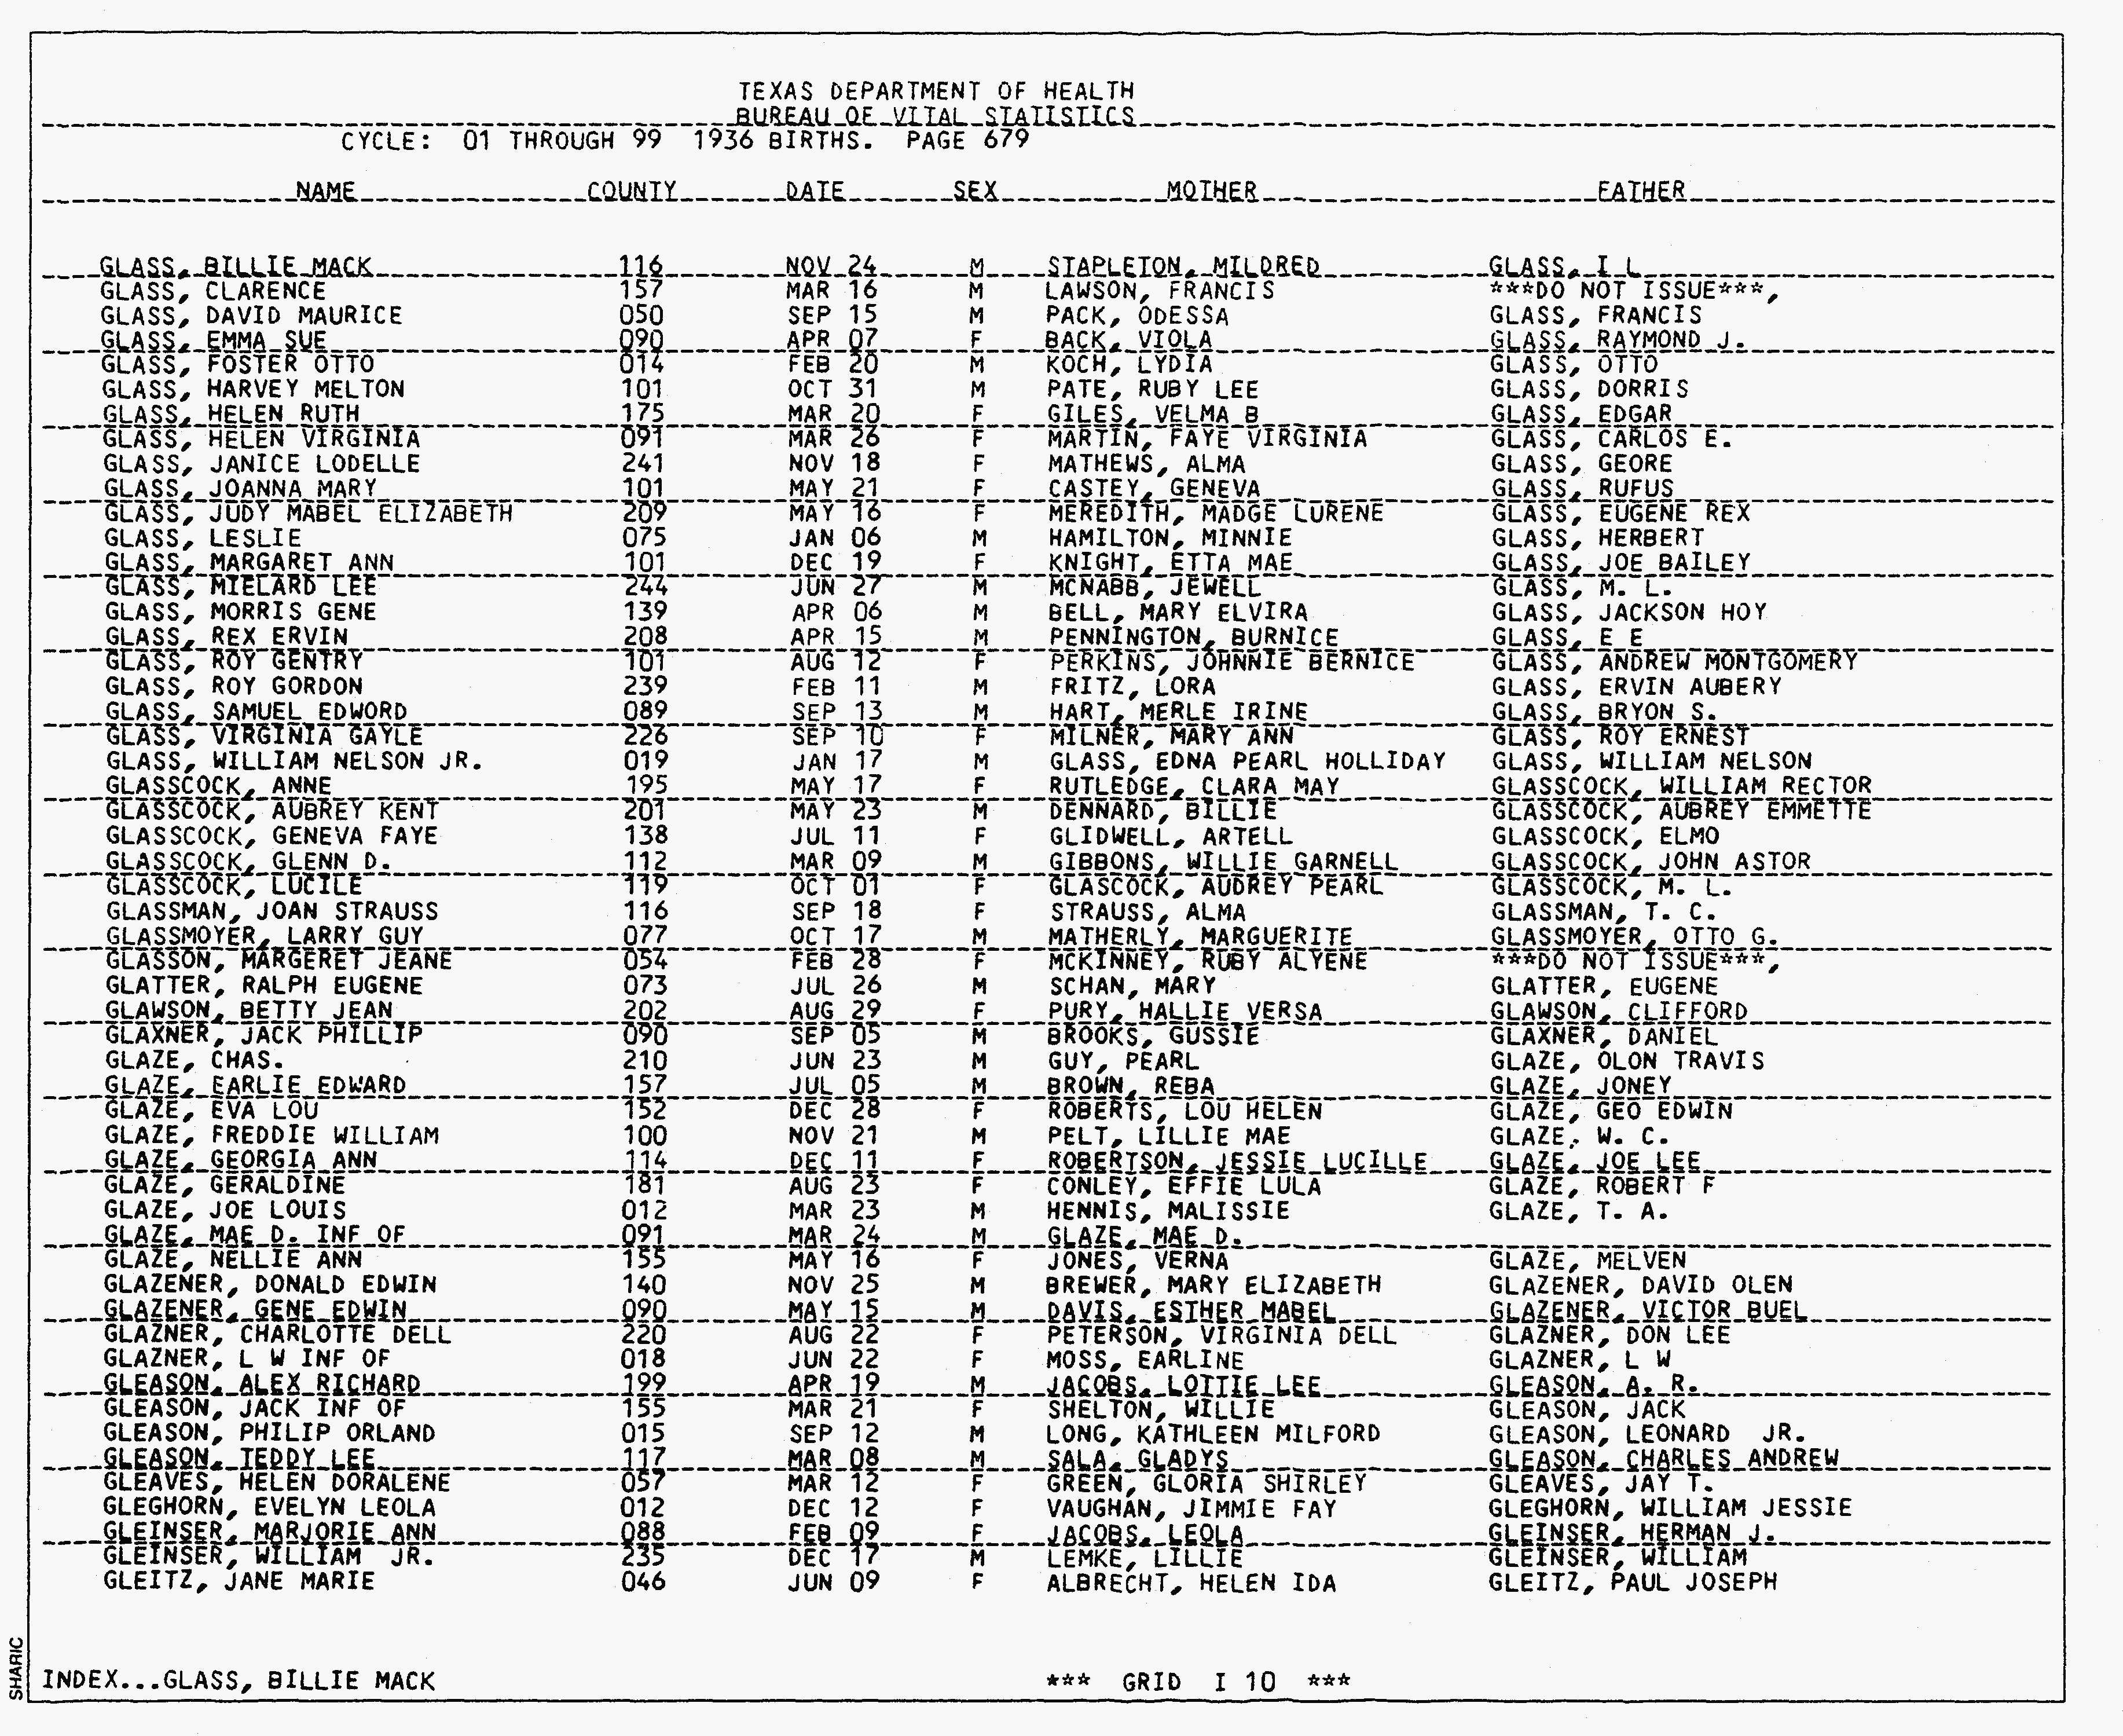 TEXAS DEPARTMENT OF HEALTH
BUREAU OF VITAL STATISTICS
CYCLE: 01 THROUGH 99 1936 BIRTHS. PAGE 679
NAME COUNTY DATE SEX MOTHER FATHER
GLASS, BILLIE MACK 116 NOV 24 M STAPLETON, MILDRED GLASS, I L
GLASS, CLARENCE 157 MAR 16 M LAWSON, FRANCIS ***DO NOT ISSUE***,
GLASS, DAVID MAURICE 050 SEP 15 M PACK, ODESSA GLASS, FRANCIS
GLASS, EMMA SUE 090 APR 07 F BACK, VIOLA GLASS, RAYMOND J.
GLASS, FOSTER OTTO 014 FEB 20 M KOCH, LYDIA GLASS, OTTO
GLASS, HARVEY MELTON 101 OCT 31 M PATE, RUBY LEE GLASS, DORRIS
GLASS, HELEN RUTH 175 MAR 20 F GILES, VELMA B GLASS, EDGAR
GLASS, HELEN VIRGINIA 091 MAR 26 F MARTIN, FAYE VIRGINIA GLASS, CARLOS E.
GLASS, JANICE LODELLE 241 NOV 18 F MATHEWS, ALMA GLASS, GEORE
GLASS, JOANNA MARY 101 MAY 21 F CASTEY, GENEVA GLASS, RUFUS
GLASS, JUDY MABEL ELIZABETH 209 MAY 16 F MEREDITH, MADGE LURENE GLASS, EUGENE REX
GLASS, LESLIE 075 JAN 06 M HAMILTON, MINNIE GLASS, HERBERT
GLASS, MARGARET ANN 101 DEC 19 F KNIGHT, ETTA MAE GLASS, JOE BAILEY
GLASS, MIELARD LEE 244 JUN 27 M MCNABB, JEWELL GLASS, M. L.
GLASS, MORRIS GENE 139 APR 06 M BELL, MARY ELVIRA GLASS, JACKSON HOY
GLASS, REX ERVIN 208 APR 15 M PENNINGTON, BURNICE GLASS, E E
GLASS, ROY GENTRY 101 AUG 12 F PERKINS, JOHNNIE BERNICE GLASS, ANDREW MONTGOMERY
GLASS, ROY GORDON 239 FEB 11 M FRITZ, LORA GLASS, ERVIN AUBERY
GLASS, SAMUEL EDWORD 089 SEP 13 M HART, MERLE IRINE GLASS, BRYON S.
GLASS, VIRGINIA GAYLE 226 SEP 10 F MILNER, MARY ANN GLASS, ROY ERNEST
GLASS, WILLIAM NELSON JR. 019 JAN 17 M GLASS, EDNA PEARL HOLLIDAY GLASS, WILLIAM NELSON
GLASSCOCK, ANNE 195 MAY 17 F RUTLEDGE, CLARA MAY GLASSCOCK, WILLIAM RECTOR
GLASSCOCK, AUBREY KENT 201 MAY 23 M DENNARD, BILLIE GLASSCOCK, AUBREY EMMETTE
GLASSCOCK, GENEVA FAYE 138 JUL 11 F GLIDWELL, ARTELL GLASSCOCK, ELMO
GLASSCOCK, GLENN D. 112 MAR 09 M GIBBONS, WILLIE GARNELL GLASSCOCK, JOHN ASTOR
GLASSCOCK, LUCILE 119 OCT 01 F GLASCOCK, AUDREY PEARL GLASSCOCK, M. L.
GLASSMAN, JOAN STRAUSS 116 SEP 18 F STRAUSS, ALMA GLASSMAN, T. C.
GLASSMOYER, LARRY GUY 077 OCT 17 M MATHERLY, MARGUERITE GLASSMOYER, OTTO G.
GLASSON, MARGERET JEANE 054 FEB 28 F MCKINNEY, RUBY ALYENE ***DO NOT ISSUE***,
GLATTER, RALPH EUGENE 073 JUL 26 M SCHAN, MARY GLATTER, EUGENE
GLAWSON, BETTY JEAN 202 AUG 29 F PURY, HALLIE VERSA GLAWSON, CLIFFORD
GLAXNER, JACK PHILLIP 090 SEP 05 M BROOKS, GUSSIE GLAXNER, DANIEL
GLAZE, CHAS. 210 JUN 23 M GUY, PEARL GLAZE, OLON TRAVIS
GLAZE, EARLIE EDWARD 157 JUL 05 M BROWN, REBA GLAZE, JONEY
GLAZE, EVA LOU 152 DEC 28 F ROBERTS, LOU HELEN GLAZE, GEO EDWIN
GLAZE, FREDDIE WILLIAM 100 NOV 21 M PELT, LILLIE MAE GLAZE, W. C.
GLAZE, GEORGIA ANN 114 DEC 11 F ROBERTSON, JESSIE LUCILLE GLAZE, JOE LEE
GLAZE, GERALDINE 181 AUG 23 F CONLEY, EFFIE LULA GLAZE, ROBERT F
GLAZE, JOE LOUIS 012 MAR 23 M HENNIS, MALISSIE GLAZE, T. A.
GLAZE, MAE D. INF OF 091 MAR 24 M GLAZE, MAE D.
GLAZE, NELLIE ANN 155 MAY 16 F JONES, VERNA GLAZE, MELVEN
GLAZENER, DONALD EDWIN 140 NOV 25 M BREWER, MARY ELIZABETH GLAZENER, DAVID OLEN
GLAZENER, GENE EDWIN 090 MAY 15 M DAVIS, ESTHER MABEL GLAZENER, VICTOR BUEL
GLAZNER, CHARLOTTE DELL 220 AUG 22 F PETERSON, VIRGINIA DELL GLAZNER, DON LEE
GLAZNER, L W INF OF 018 JUN 22 F MOSS, EARLINE GLAZNER, L W
GLEASON, ALEX RICHARD 199 APR 19 M JACOBS, LOTTIE LEE GLEASON, A. R.
GLEASON, JACK INF OF 155 MAR 21 F SHELTON, WILLIE GLEASON, JACK
GLEASON, PHILIP ORLAND 015 SEP 12 M LONG, KATHLEEN MILFORD GLEASON, LEONARD JR.
GLEASON, TEDDY LEE 117 MAR 08 M SALA, GLADYS GLEASON, CHARLES ANDREW
GLEAVES, HELEN DORALENE 057 MAR 12 F GREEN, GLORIA SHIRLEY GLEAVES, JAY T.
GLEGHORN, EVELYN LEOLA 012 DEC 12 F VAUGHAN, JIMMIE FAY GLEGHORN, WILLIAM JESSIE
GLEINSER, MARJORIE ANN 088 FEB 09 F JACOBS, LEOLA GLEINSER, HERMAN J.
GLEINSER, WILLIAM JR. 235 DEC 17 M LEMKE, LILLIE GLEINSER, WILLIAM
GLEITZ, JANE MARIE 046 JUN 09 F ALBRECHT, HELEN IDA GLEITZ, PAUL JOSEPH
INDEX...GLASS, BILLIE MACK *** GRID I 10 ***
SHARIC